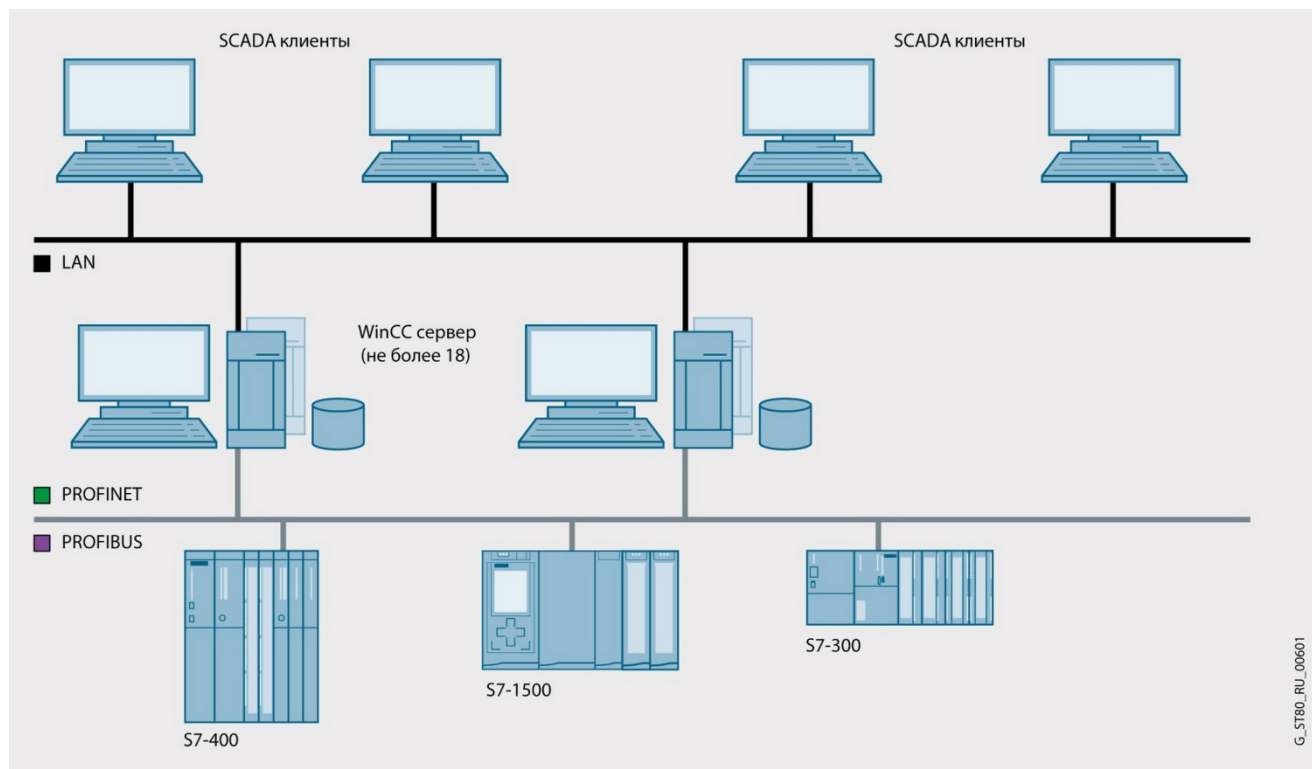 SCADA клиенты
SCADA клиенты
LAN
WinCC сервер
(не более 18)
PROFINET
PROFIBUS
S7-300
S7-1500
S7-400
G_ST80_RU_00601